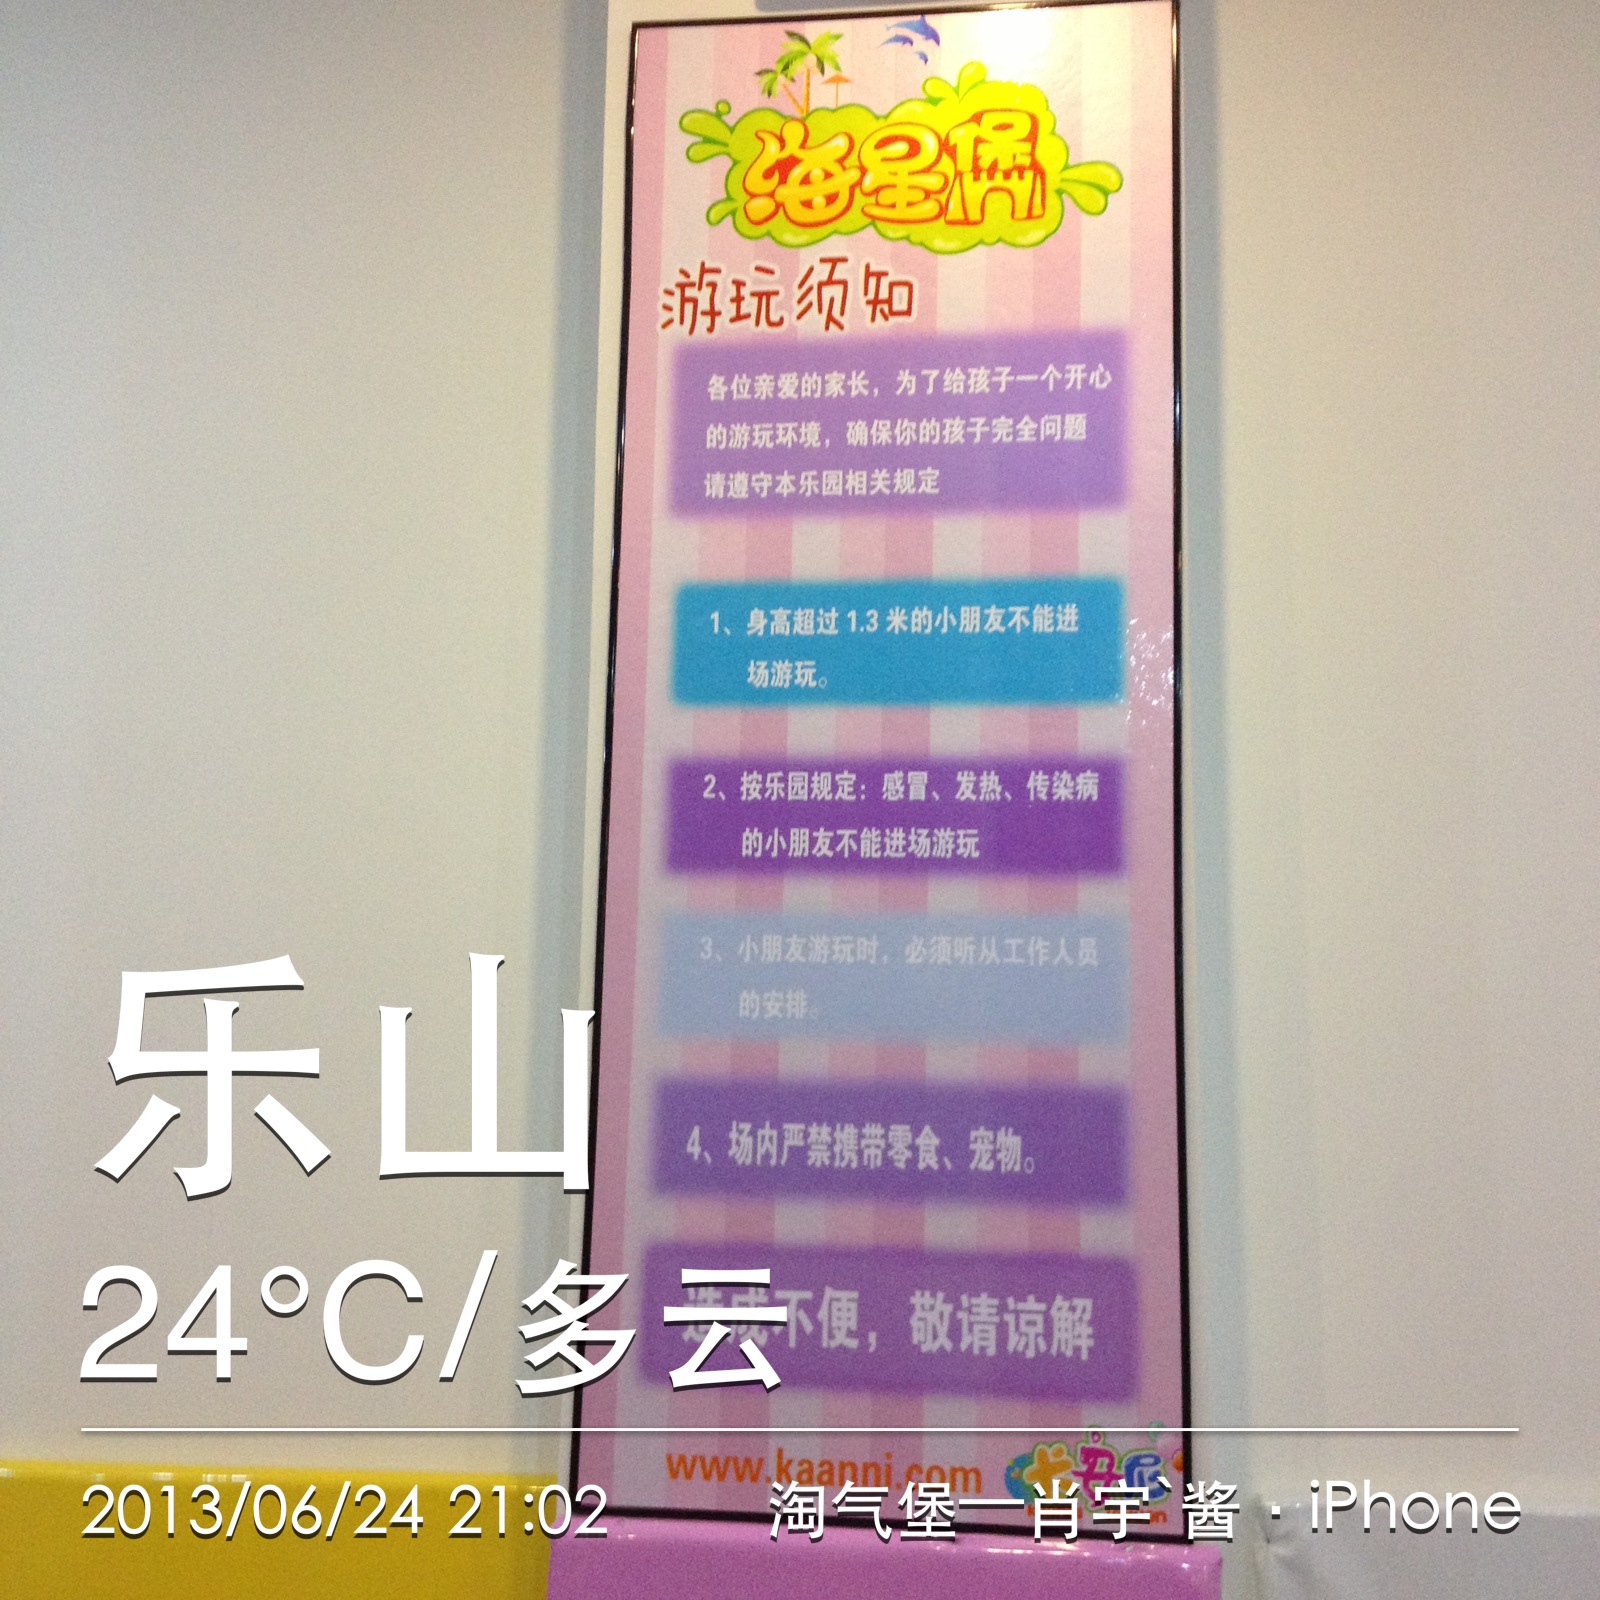 海星堡
游玩须知
各位亲爱的家长，为了给孩子一个开心
的游玩环境，确保你的孩子完全问题
请遵守本乐园相关规定
1、身高超过 1.3 米的小朋友不能进
场游玩。
2、按乐园规定：感冒、发热、传染病
的小朋友不能进场游玩
3、小朋友游玩时，必须听从工作人员
的安排。
4、场内严禁携带零食、宠物。
造成不便，敬请谅解
www.kaanni.com
卡安尼
乐山
24°C/多云
2013/06/24 21:02
淘气堡—肖宇`酱 · iPhone